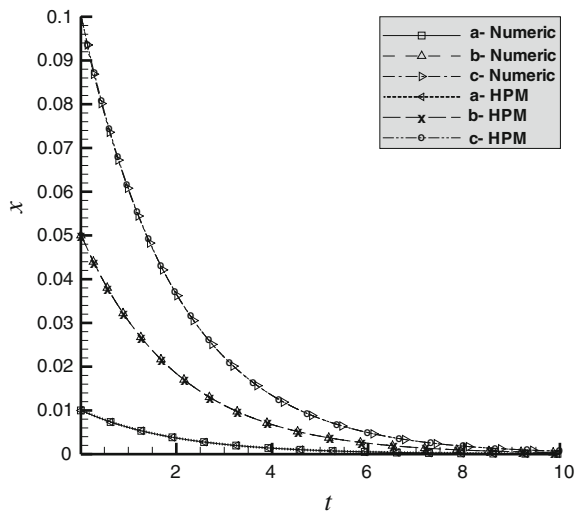 0.1
0.09
0.08
0.07
0.06
0.05
0.04
0.03
0.02
0.010
0
x
2
4
6
8
10
t
a- Numeric
b- Numeric
c- Numeric
a- HPM
b- HPM
c- HPM